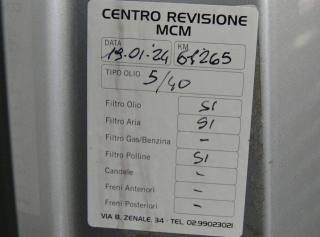 CENTRO REVISIONE
MCM
DATA KM
19.01.24 64265
TIPO OLIO 5/40
Filtro Olio SI
Filtro Aria SI
Filtro Gas/Benzina -
Filtro Polline SI
Candele -
Freni Anteriori -
Freni Posteriori -
VIA B. ZENALE, 34 - TEL. 02.99023021